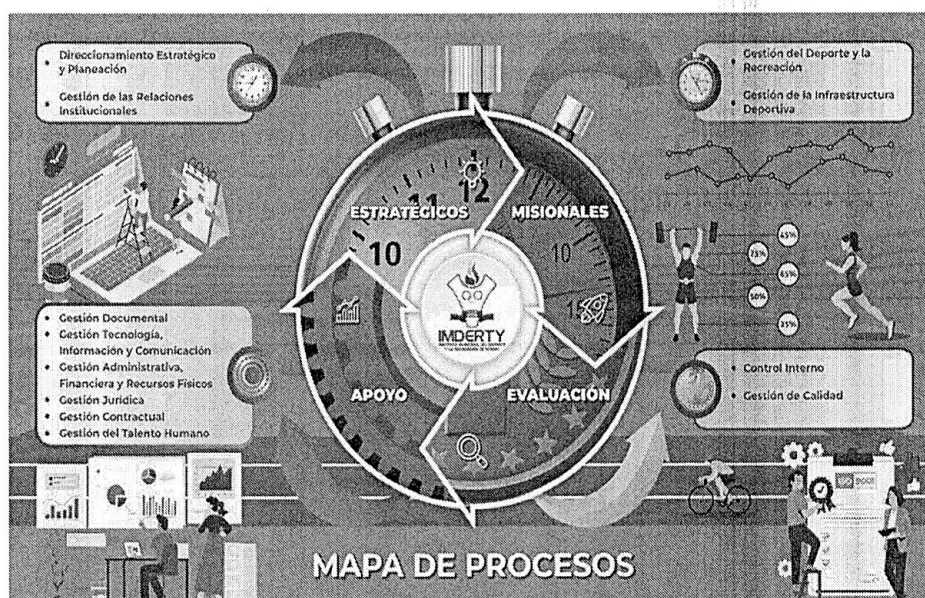 • Direccionamiento Estratégico
y Planeación
• Gestión de las Relaciones
Institucionales
• Gestión del Deporte y la
Recreación
• Gestión de la Infraestructura
Deportiva
12
11
10
ESTRATÉGICOS
MISIONALES
10
45%
75%
65%
50%
35%
IMDERTY
• Gestión Documental
• Gestión Tecnología,
Información y Comunicación
• Gestión Administrativa,
Financiera y Recursos Físicos
• Gestión Jurídica
• Gestión Contractual
• Gestión del Talento Humano
APOYO
EVALUACIÓN
• Control Interno
• Gestión de Calidad
MAPA DE PROCESOS